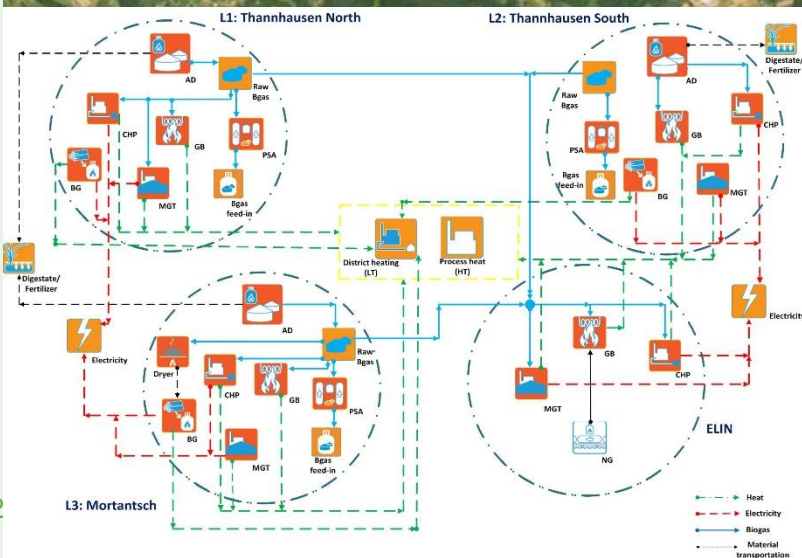 L1: Thannhausen North
AD
Raw
Bgas
CHP
GB
PSA
BG
MGT
Bgas
feed-in
L2: Thannhausen South
Digestate/
Fertilizer
AD
Raw
Bgas
CHP
GB
PSA
MGT
Bgas
feed-in
BG
District heating
(LT)
Process heat
(HT)
Digestate/
Fertilizer
Electricity
Electricity
AD
Raw
Bgas
Dryer
CHP
GB
PSA
BG
MGT
Bgas
feed-in
L3: Mortantsch
GB
CHP
MGT
NG
ELIN
Heat
Electricity
Biogas
Material
transportation